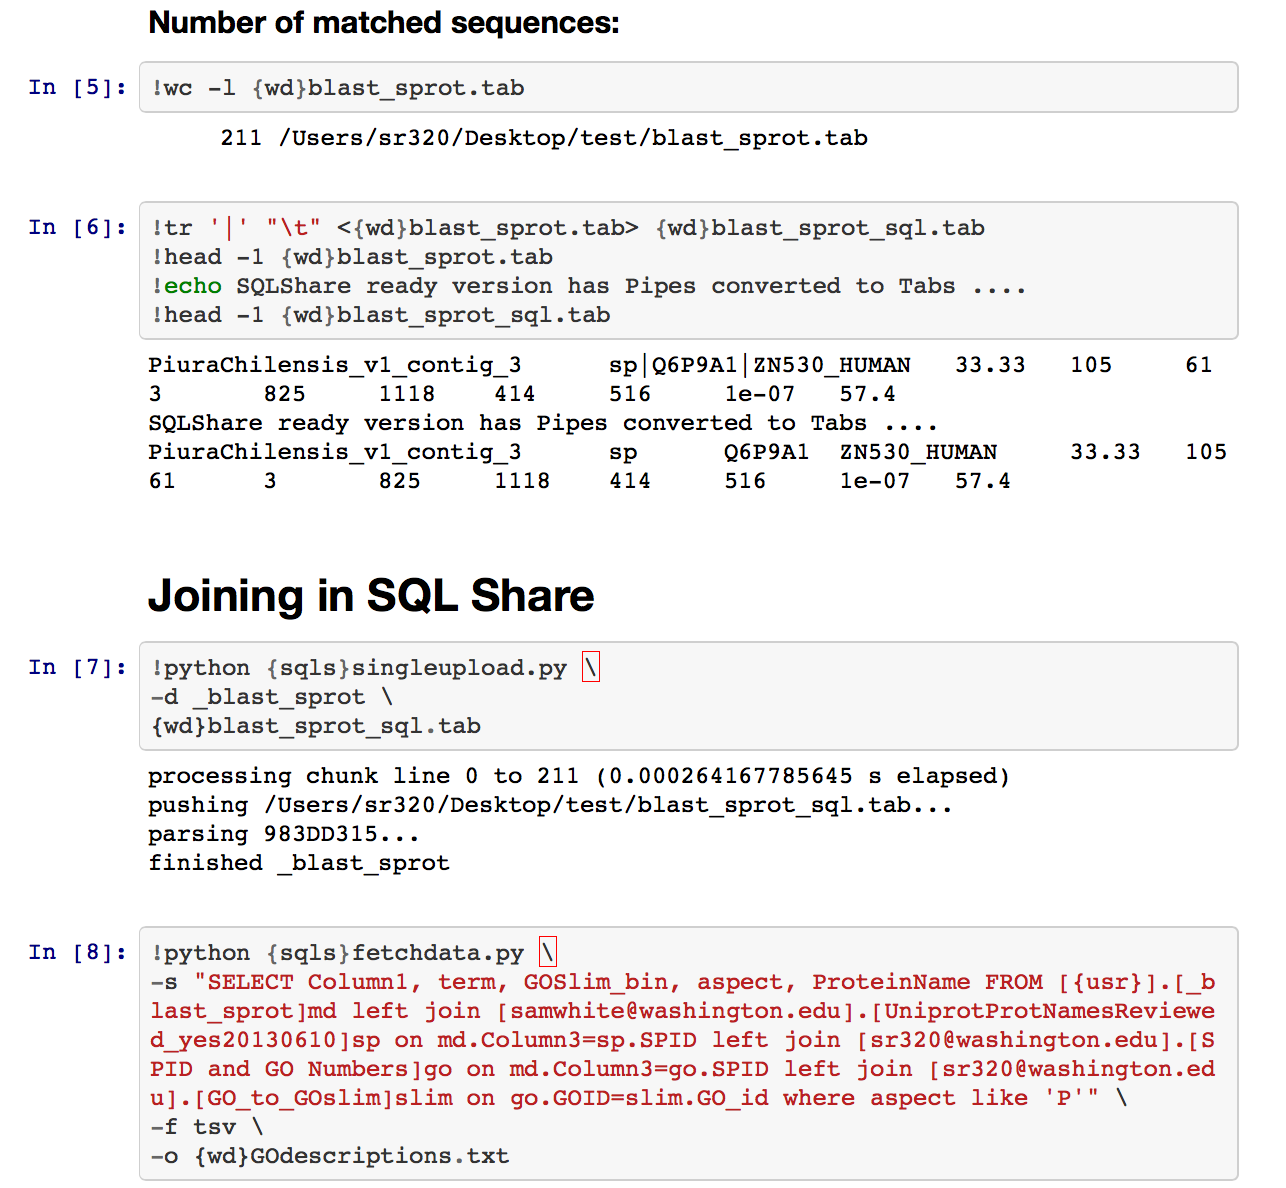 Number of matched sequences:
In [5]: !wc -l {wd}blast_sprot.tab
211 /Users/sr320/Desktop/test/blast_sprot.tab
In [6]: !tr '|' "\t" <{wd}blast_sprot.tab> {wd}blast_sprot_sql.tab
!head -1 {wd}blast_sprot.tab
!echo SQLShare ready version has Pipes converted to Tabs ....
!head -1 {wd}blast_sprot_sql.tab
PiuraChilensis_v1_contig_3 sp|Q6P9A1|ZN530_HUMAN 33.33 105 61
3 825 1118 414 516 1e-07 57.4
SQLShare ready version has Pipes converted to Tabs ....
PiuraChilensis_v1_contig_3 sp Q6P9A1 ZN530_HUMAN 33.33 105
61 3 825 1118 414 516 1e-07 57.4
Joining in SQL Share
In [7]: !python {sqls}singleupload.py \
-d _blast_sprot \
{wd}blast_sprot_sql.tab
processing chunk line 0 to 211 (0.000264167785645 s elapsed)
pushing /Users/sr320/Desktop/test/blast_sprot_sql.tab...
parsing 983DD315...
finished _blast_sprot
In [8]: !python {sqls}fetchdata.py \
-s "SELECT Column1, term, GOSlim_bin, aspect, ProteinName FROM [{usr}].[_b
last_sprot]md left join [samwhite@washington.edu].[UniprotProtNamesReviewe
d_yes20130610]sp on md.Column3=sp.SPID left join [sr320@washington.edu].[S
PID and GO Numbers]go on md.Column3=go.SPID left join [sr320@washington.ed
u].[GO_to_GOslim]slim on go.GOID=slim.GO_id where aspect like 'P'" \
-f tsv \
-o {wd}GOdescriptions.txt